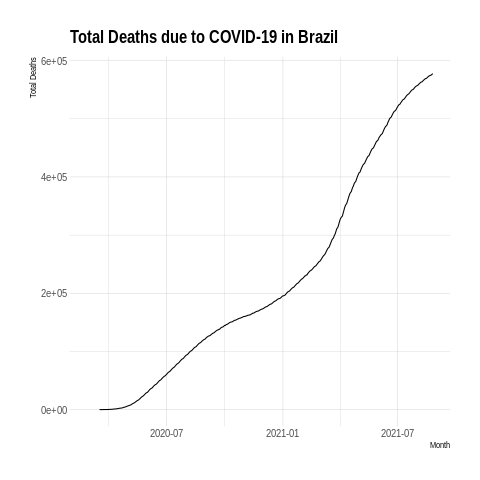 Total Deaths due to COVID-19 in Brazil
Total Deaths
6e+05
4e+05
2e+05
0e+00
2020-07 2021-01 2021-07
Month